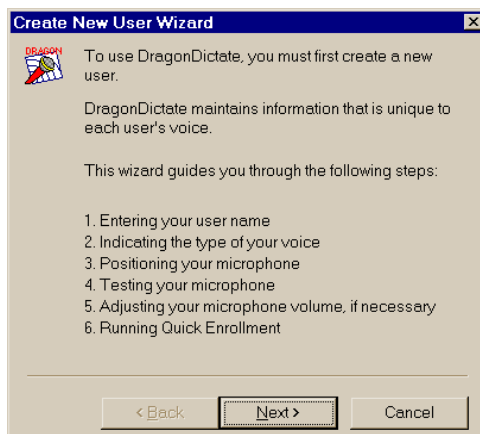 Create New User Wizard
DRAGON
To use DragonDictate, you must first create a new
user.
DragonDictate maintains information that is unique to
each user's voice.
This wizard guides you through the following steps:
1. Entering your user name
2. Indicating the type of your voice
3. Positioning your microphone
4. Testing your microphone
5. Adjusting your microphone volume, if necessary
6. Running Quick Enrollment
< Back Next > Cancel